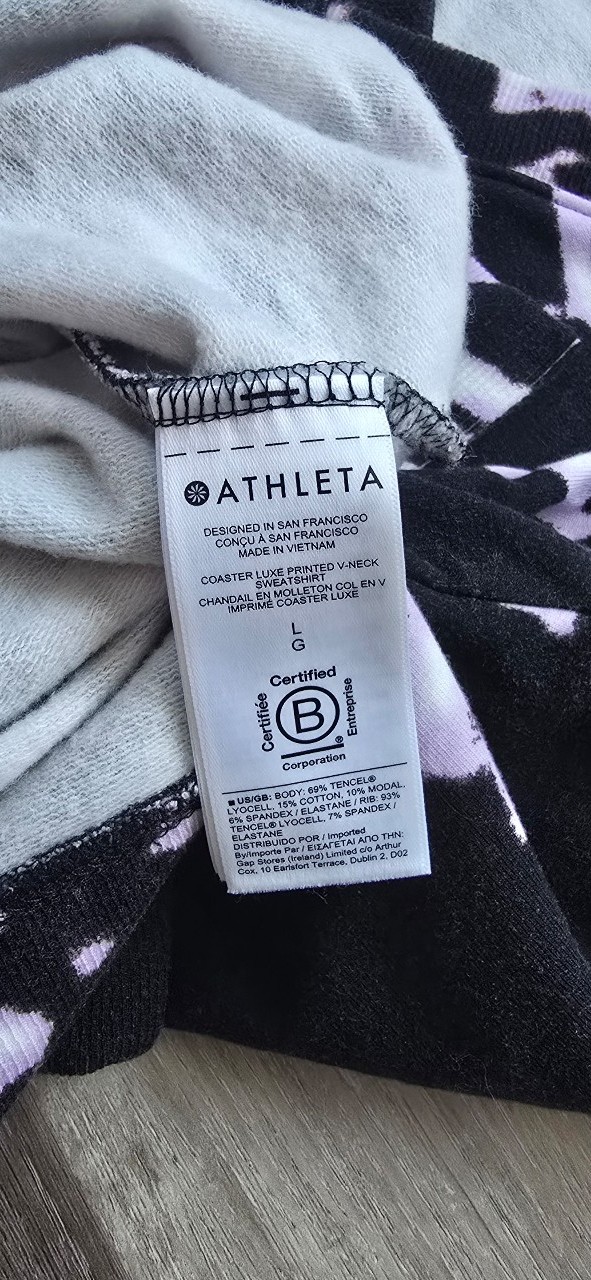 ATHLETA
DESIGNED IN SAN FRANCISCO
CONÇU À SAN FRANCISCO
MADE IN VIETNAM
COASTER LUXE PRINTED V-NECK
SWEATSHIRT
CHANDAIL EN MOLLETON COL EN V
IMPRIMÉ COASTER LUXE
L
G
Certified
Certifiée
B
Entreprise
®
Corporation
■ US/GB: BODY: 69% TENCEL®
LYOCELL, 15% COTTON, 10% MODAL,
6% SPANDEX / ELASTANE / RIB: 93%
TENCEL® LYOCELL, 7% SPANDEX /
ELASTANE
DISTRIBUIDO POR / Imported
By/Importe Par / ΕΙΣΑΓΕΤΑΙ ΑΠΟ ΤΗΝ:
Gap Stores (Ireland) Limited c/o Arthur
Cox, 10 Earlsfort Terrace, Dublin 2, D02